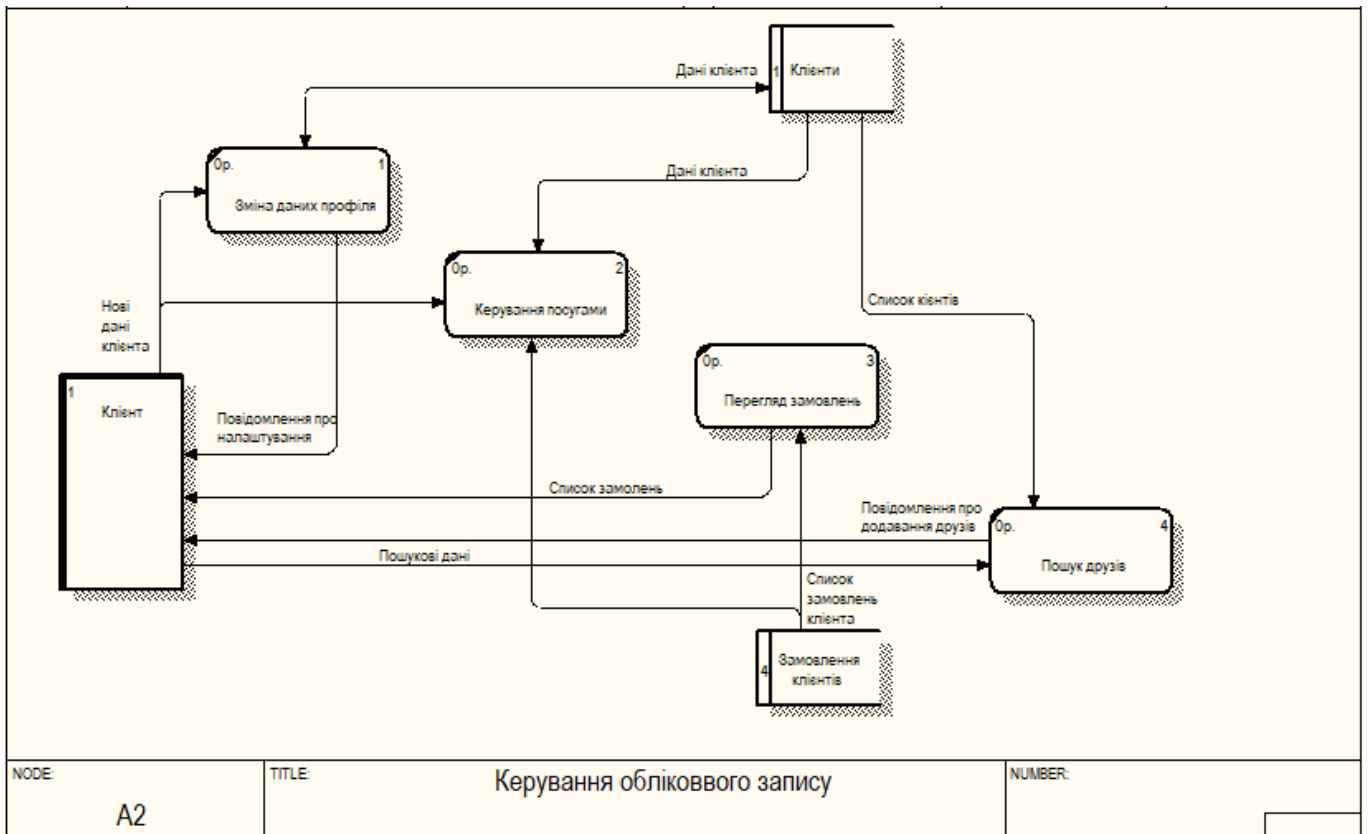 Дані клієнта
1
Клієнти
0р.
1
Зміна даних профіля
Дані клієнта
0р.
2
Керування посугами
Нові
дані
клієнта
Список кієнтів
0р.
3
Перегляд замовлень
1
Клієнт
Повідомлення про
налаштування
Список замолень
Повідомлення про
додавання друзів
0р.
4
Пошук друзів
Пошукові дані
Список
замовлень
клієнта
4
Замовлення
клієнтів
NODE:
A2
TITLE:
Керування обліковвого запису
NUMBER: